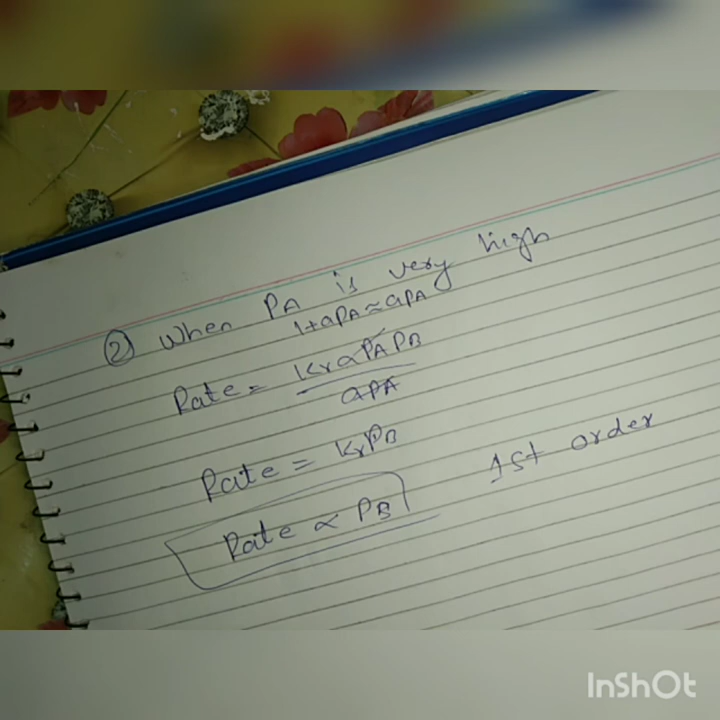 ② When PA is very high
1+aPA≈aPA
Rate = KraPAPB
aPA
Rate = KrPB
Rate ∝ PB 1st order
InShOt